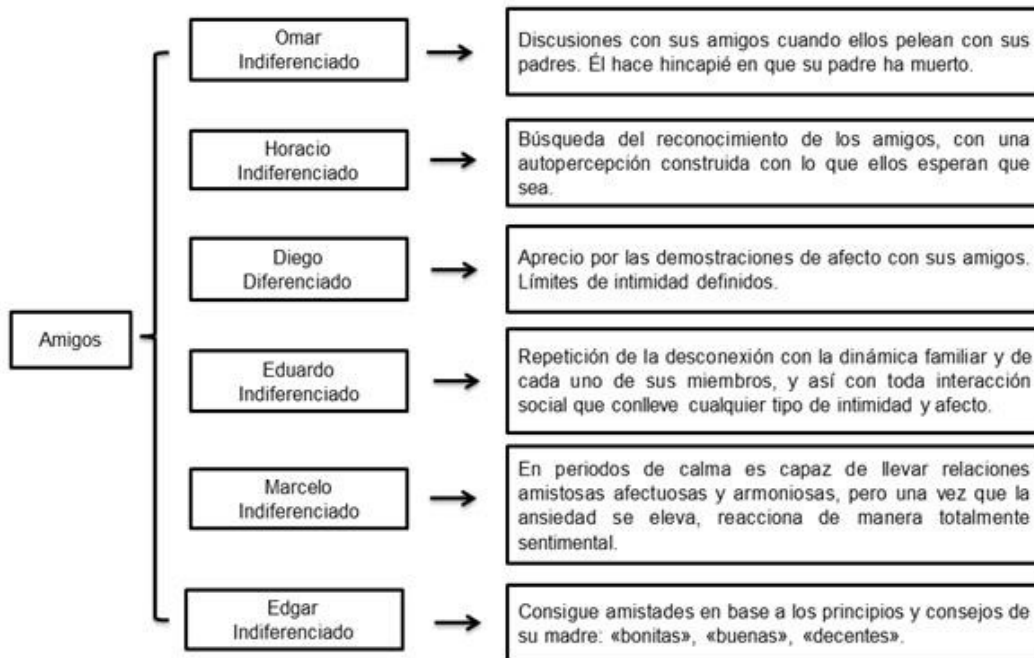 Amigos
Omar
Indiferenciado
Discusiones con sus amigos cuando ellos pelean con sus
padres. Él hace hincapié en que su padre ha muerto.
Horacio
Indiferenciado
Búsqueda del reconocimiento de los amigos, con una
autopercepción construida con lo que ellos esperan que
sea.
Diego
Diferenciado
Aprecio por las demostraciones de afecto con sus amigos.
Límites de intimidad definidos.
Eduardo
Indiferenciado
Repetición de la desconexión con la dinámica familiar y de
cada uno de sus miembros, y así con toda interacción
social que conlleve cualquier tipo de intimidad y afecto.
Marcelo
Indiferenciado
En periodos de calma es capaz de llevar relaciones
amistosas afectuosas y armoniosas, pero una vez que la
ansiedad se eleva, reacciona de manera totalmente
sentimental.
Edgar
Indiferenciado
Consigue amistades en base a los principios y consejos de
su madre: «bonitas», «buenas», «decentes».